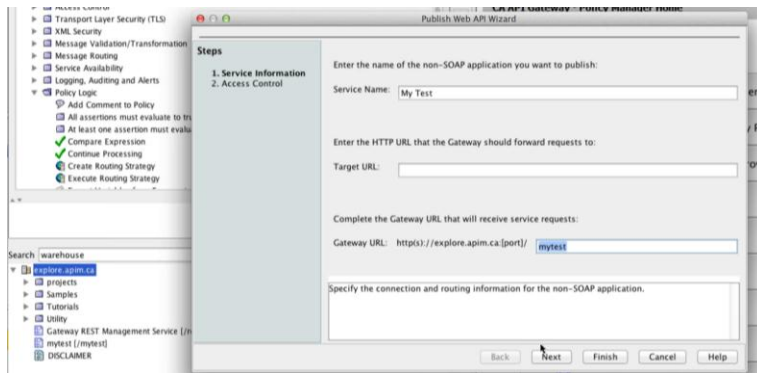 Access Control
Transport Layer Security (TLS)
XML Security
Message Validation/Transformation
Message Routing
Service Availability
Logging, Auditing and Alerts
Policy Logic
Add Comment to Policy
All assertions must evaluate to tru
At least one assertion must evalua
Compare Expression
Continue Processing
Create Routing Strategy
Execute Routing Strategy
Search warehouse
explore.apim.ca
projects
Samples
Tutorials
Utility
Gateway REST Management Service [/r
mytest [/mytest]
DISCLAIMER
CA API Gateway - Policy Manager Home
Publish Web API Wizard
Steps
1. Service Information
2. Access Control
Enter the name of the non-SOAP application you want to publish:
Service Name: My Test
Enter the HTTP URL that the Gateway should forward requests to:
Target URL:
Complete the Gateway URL that will receive service requests:
Gateway URL: http(s)://explore.apim.ca:[port]/ mytest
Specify the connection and routing information for the non-SOAP application.
Back Next Finish Cancel Help